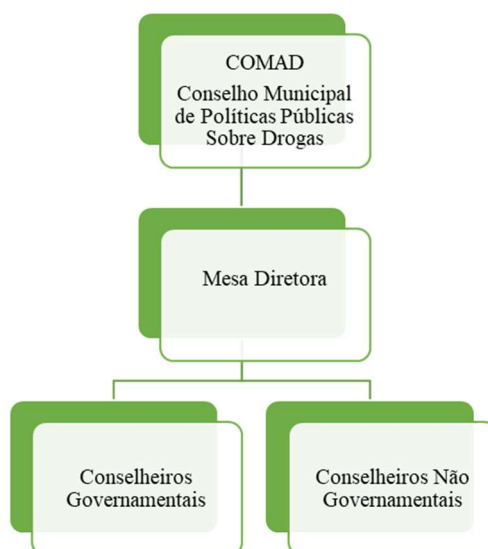 COMAD
Conselho Municipal
de Políticas Públicas
Sobre Drogas
Mesa Diretora
Conselheiros
Governamentais
Conselheiros Não
Governamentais